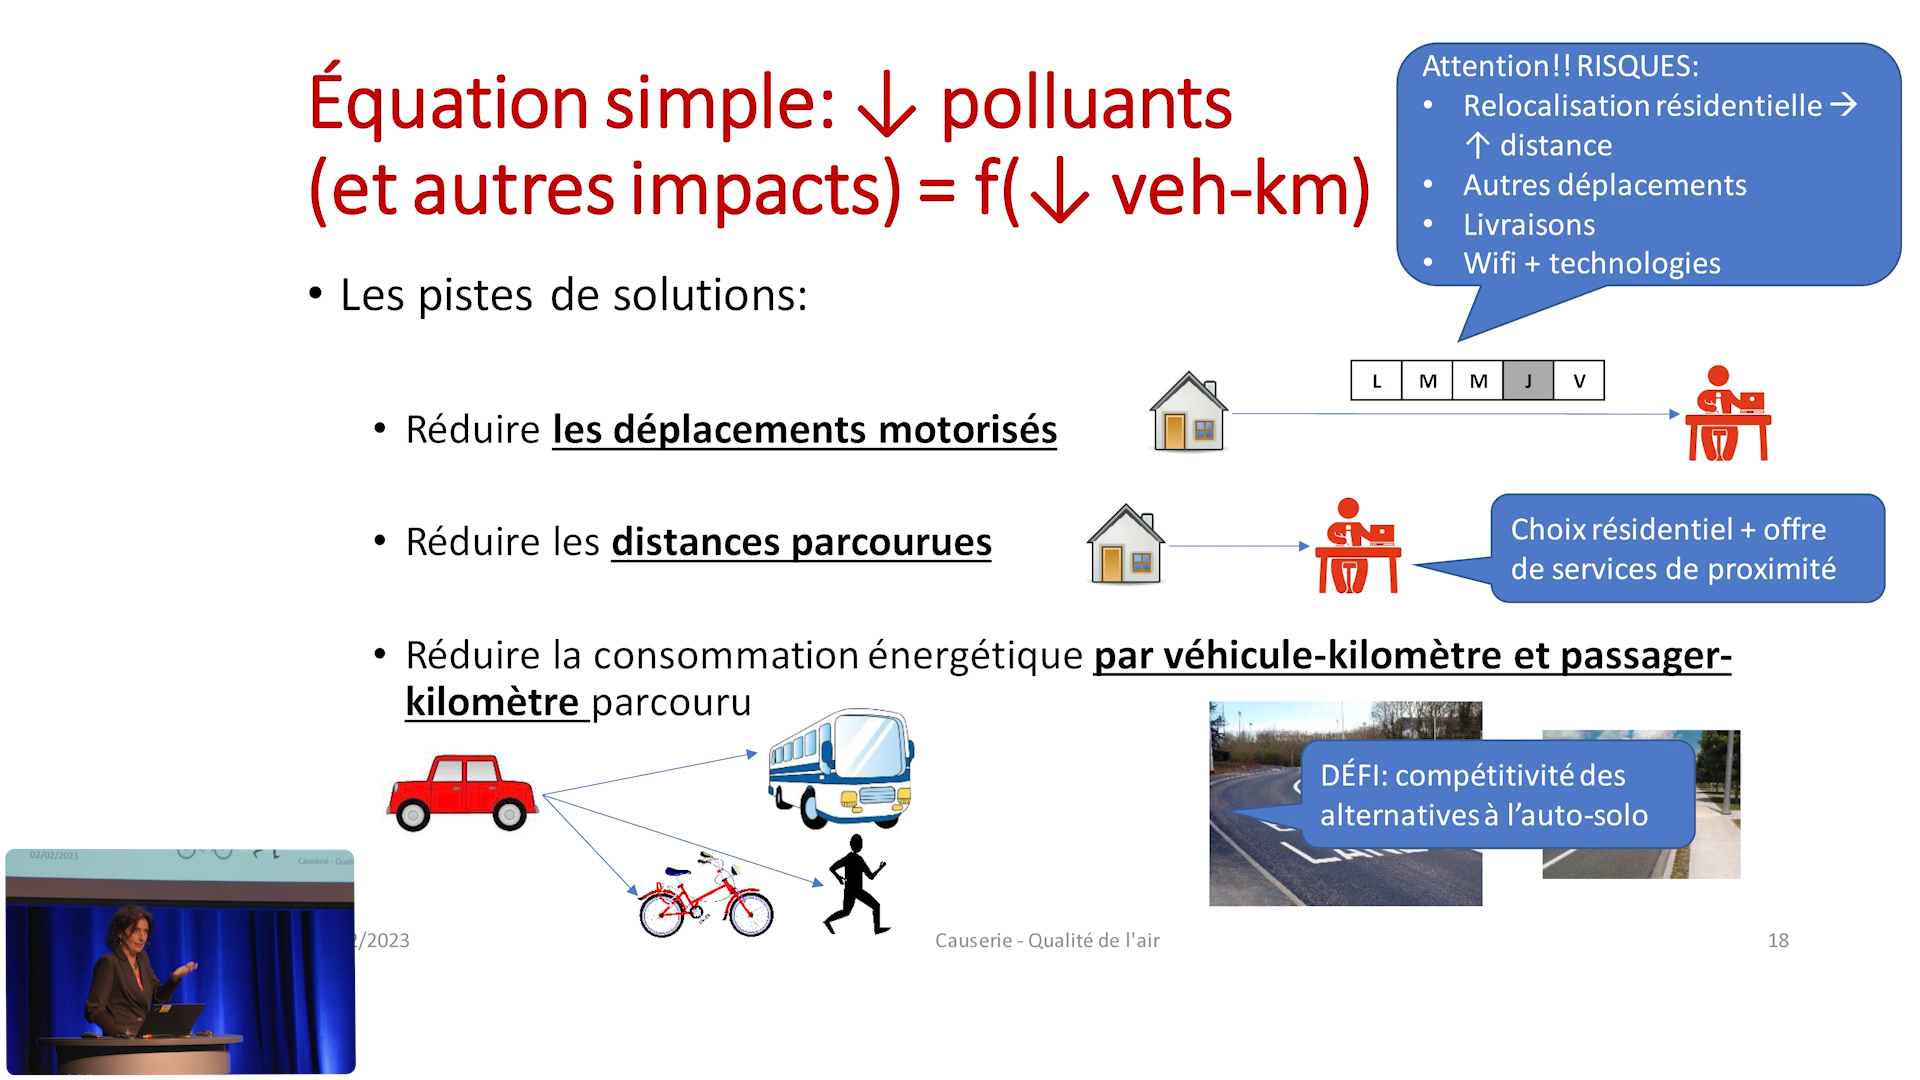 Équation simple: ↓ polluants
(et autres impacts) = f(↓ veh-km)
Attention!! RISQUES:
• Relocalisation résidentielle →
↑ distance
• Autres déplacements
• Livraisons
• Wifi + technologies
• Les pistes de solutions:
L M M J V
• Réduire les déplacements motorisés
• Réduire les distances parcourues
Choix résidentiel + offre
de services de proximité
• Réduire la consommation énergétique par véhicule-kilomètre et passager-
kilomètre parcouru
DÉFI: compétitivité des
alternatives à l'auto-solo
02/02/2023
Causerie - Qual
2/2023
Causerie - Qualité de l'air
18